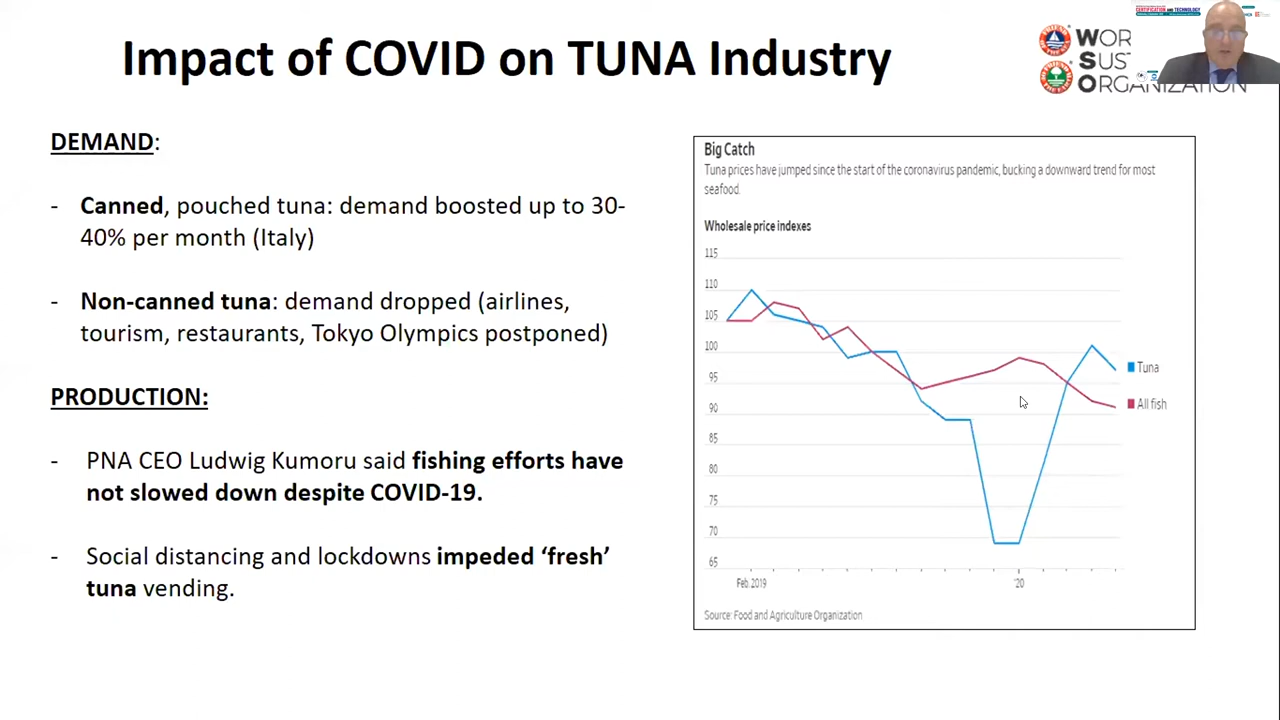 Impact of COVID on TUNA Industry
CERTIFICATION AND TECHNOLOGY
WOR
SUS
ORGANIZATION
DEMAND:
- Canned, pouched tuna: demand boosted up to 30-
40% per month (Italy)
- Non-canned tuna: demand dropped (airlines,
tourism, restaurants, Tokyo Olympics postponed)
PRODUCTION:
- PNA CEO Ludwig Kumoru said fishing efforts have
not slowed down despite COVID-19.
- Social distancing and lockdowns impeded ‘fresh’
tuna vending.
Big Catch
Tuna prices have jumped since the start of the coronavirus pandemic, bucking a downward trend for most
seafood.
Wholesale price indexes
115
110
105
100
95
90
85
80
75
70
65
Tuna
All fish
Feb. 2019
'20
Source: Food and Agriculture Organization